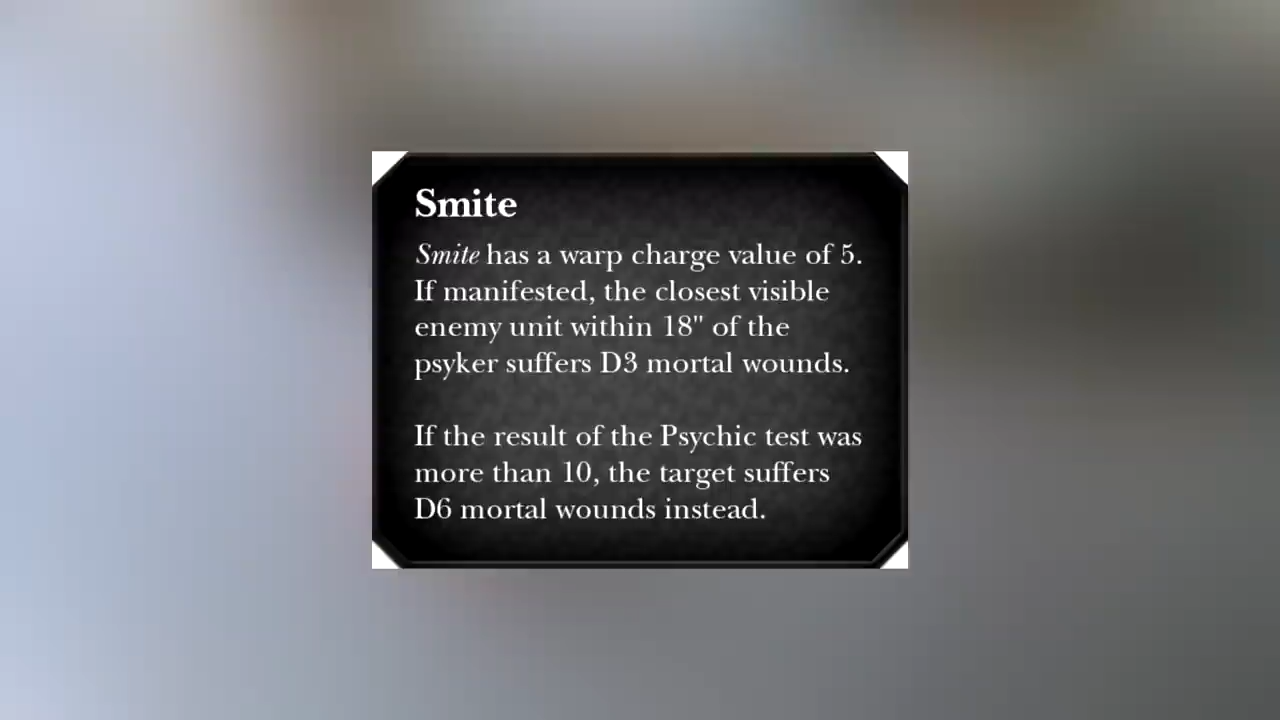 Smite
Smite has a warp charge value of 5.
If manifested, the closest visible
enemy unit within 18" of the
psyker suffers D3 mortal wounds.
If the result of the Psychic test was
more than 10, the target suffers
D6 mortal wounds instead.